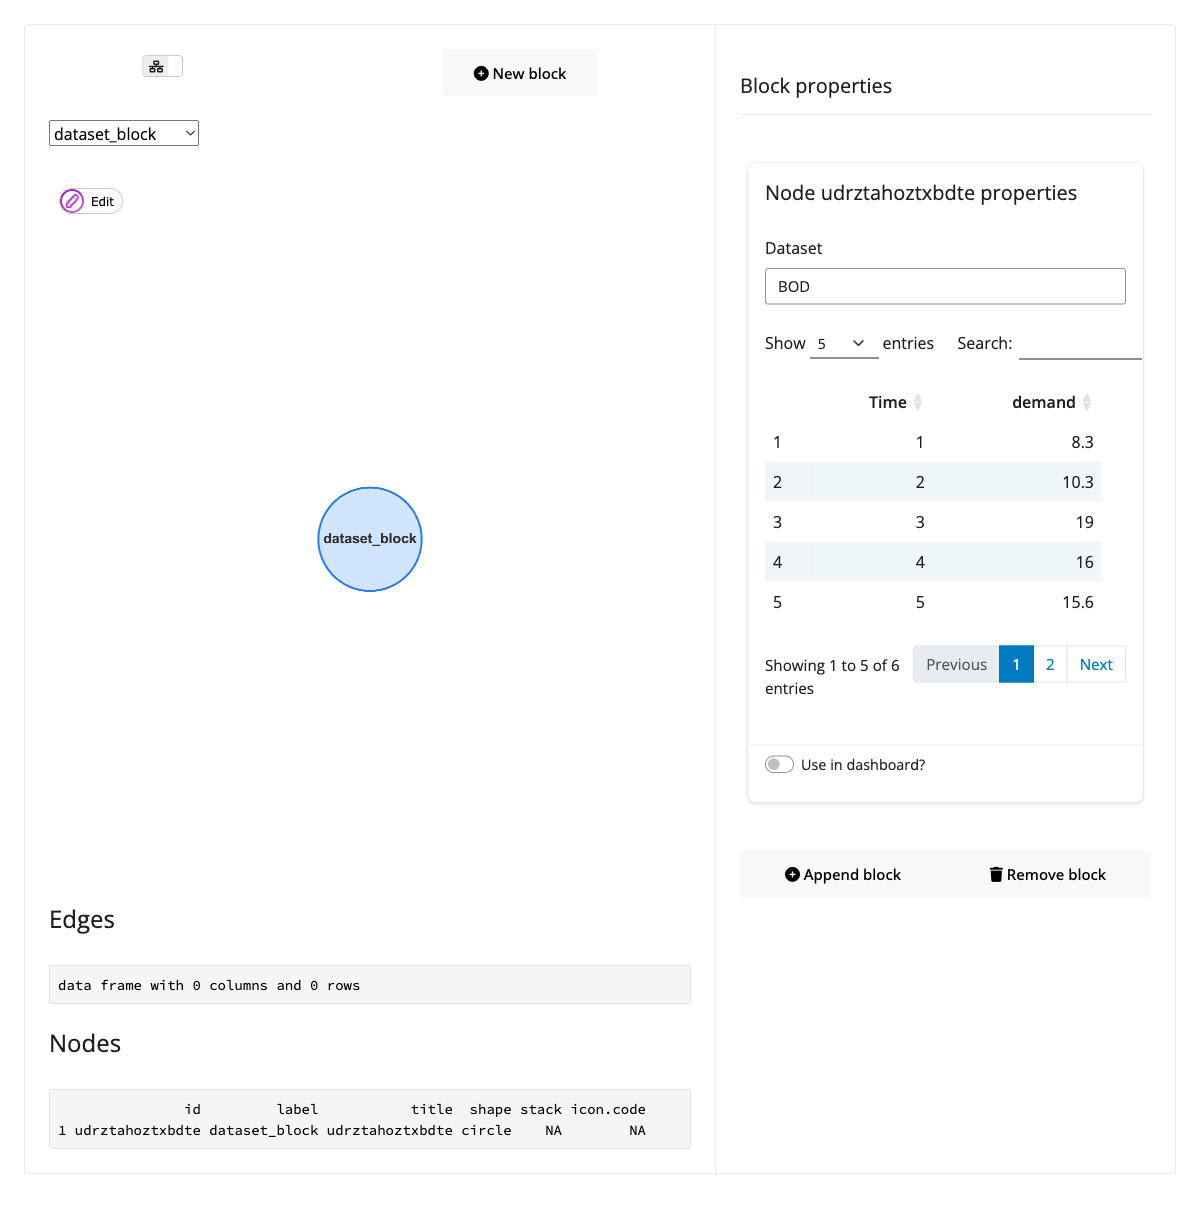 New block
dataset_block
Edit
dataset_block
Edges
data frame with 0 columns and 0 rows
Nodes
id label title shape stack icon.code
1 udrztahoztxbdte dataset_block udrztahoztxbdte circle NA NA
Block properties
Node udrztahoztxbdte properties
Dataset
BOD
Show 5 entries Search:
Time demand
1 1 8.3
2 2 10.3
3 3 19
4 4 16
5 5 15.6
Showing 1 to 5 of 6
entries
Previous 1 2 Next
Use in dashboard?
Append block Remove block